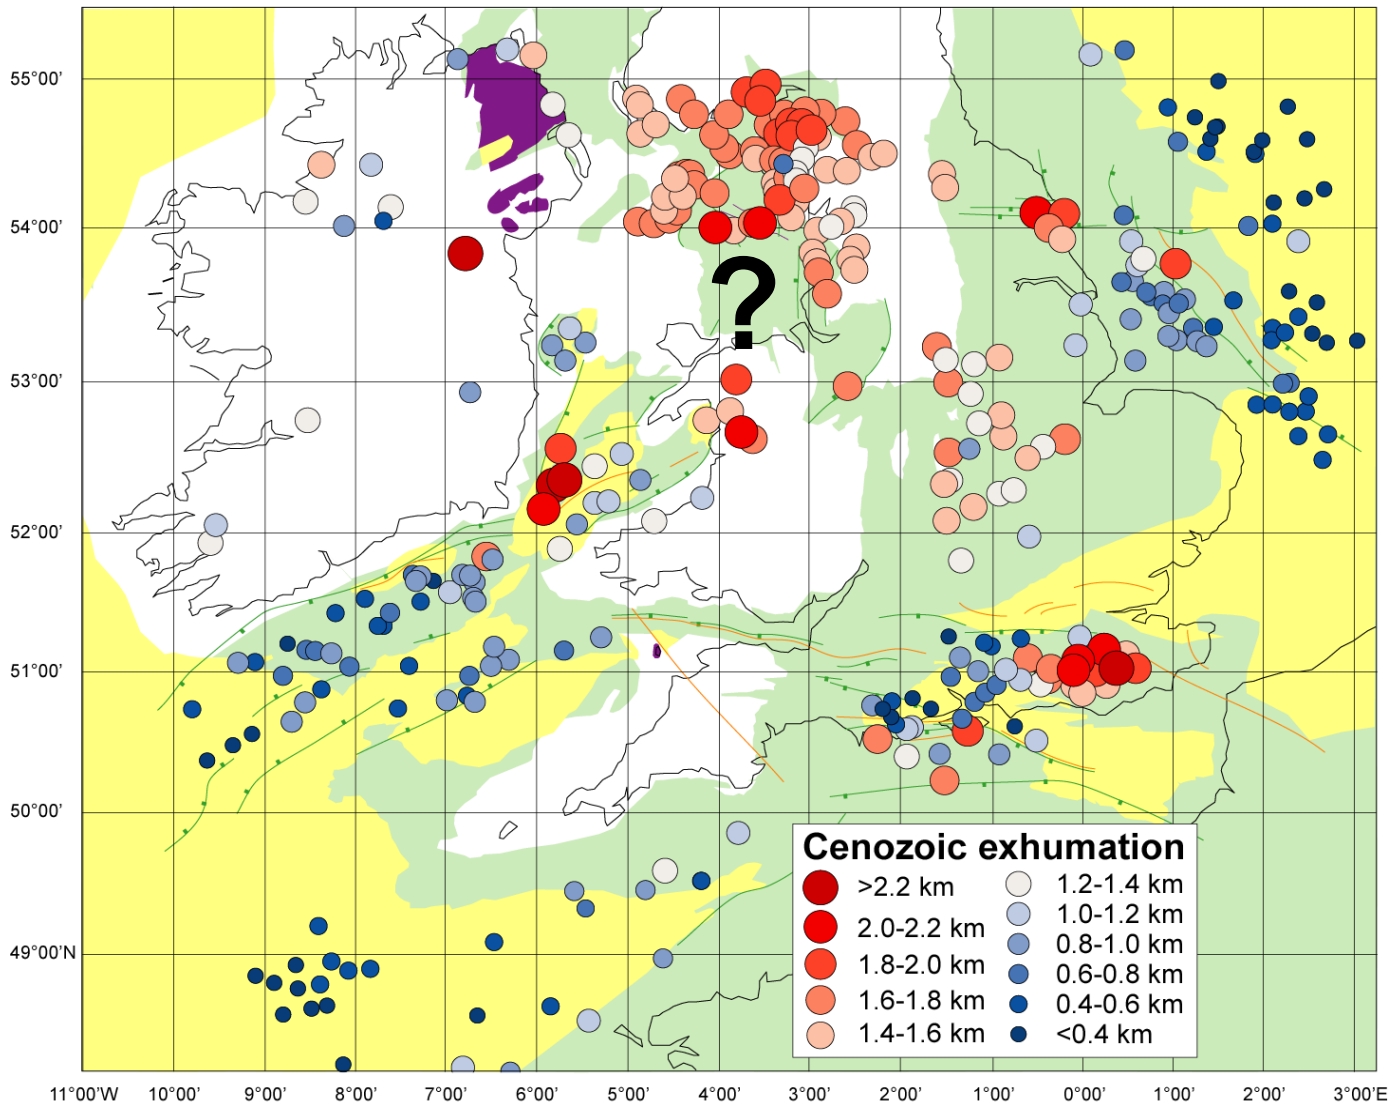 55°00'
54°00'
53°00'
52°00'
51°00'
50°00'
49°00'N
?
Cenozoic exhumation
>2.2 km
2.0-2.2 km
1.8-2.0 km
1.6-1.8 km
1.4-1.6 km
1.2-1.4 km
1.0-1.2 km
0.8-1.0 km
0.6-0.8 km
0.4-0.6 km
<0.4 km
11°00'W 10°00' 9°00' 8°00' 7°00' 6°00' 5°00' 4°00' 3°00' 2°00' 1°00' 0°00' 1°00' 2°00' 3°00'E